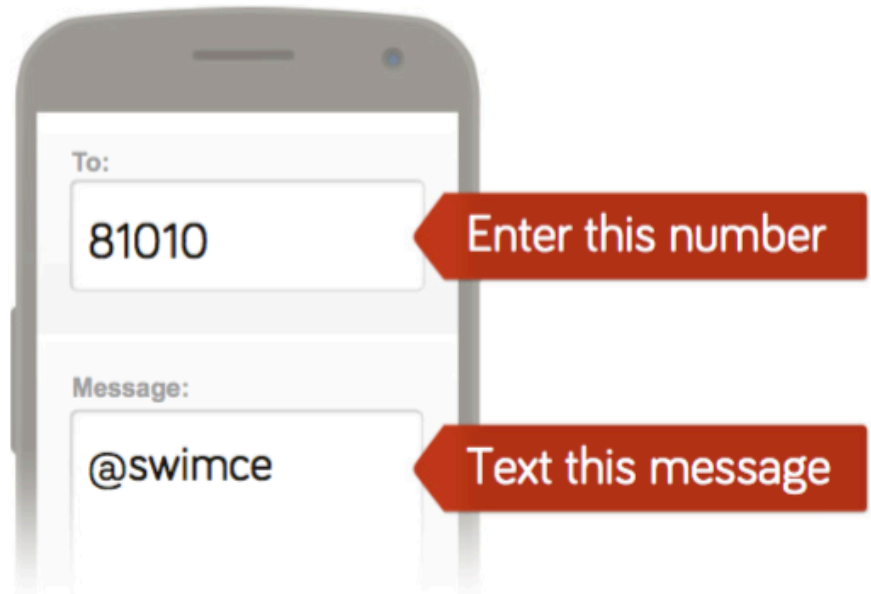 To:
81010
Enter this number
Message:
@swimce
Text this message